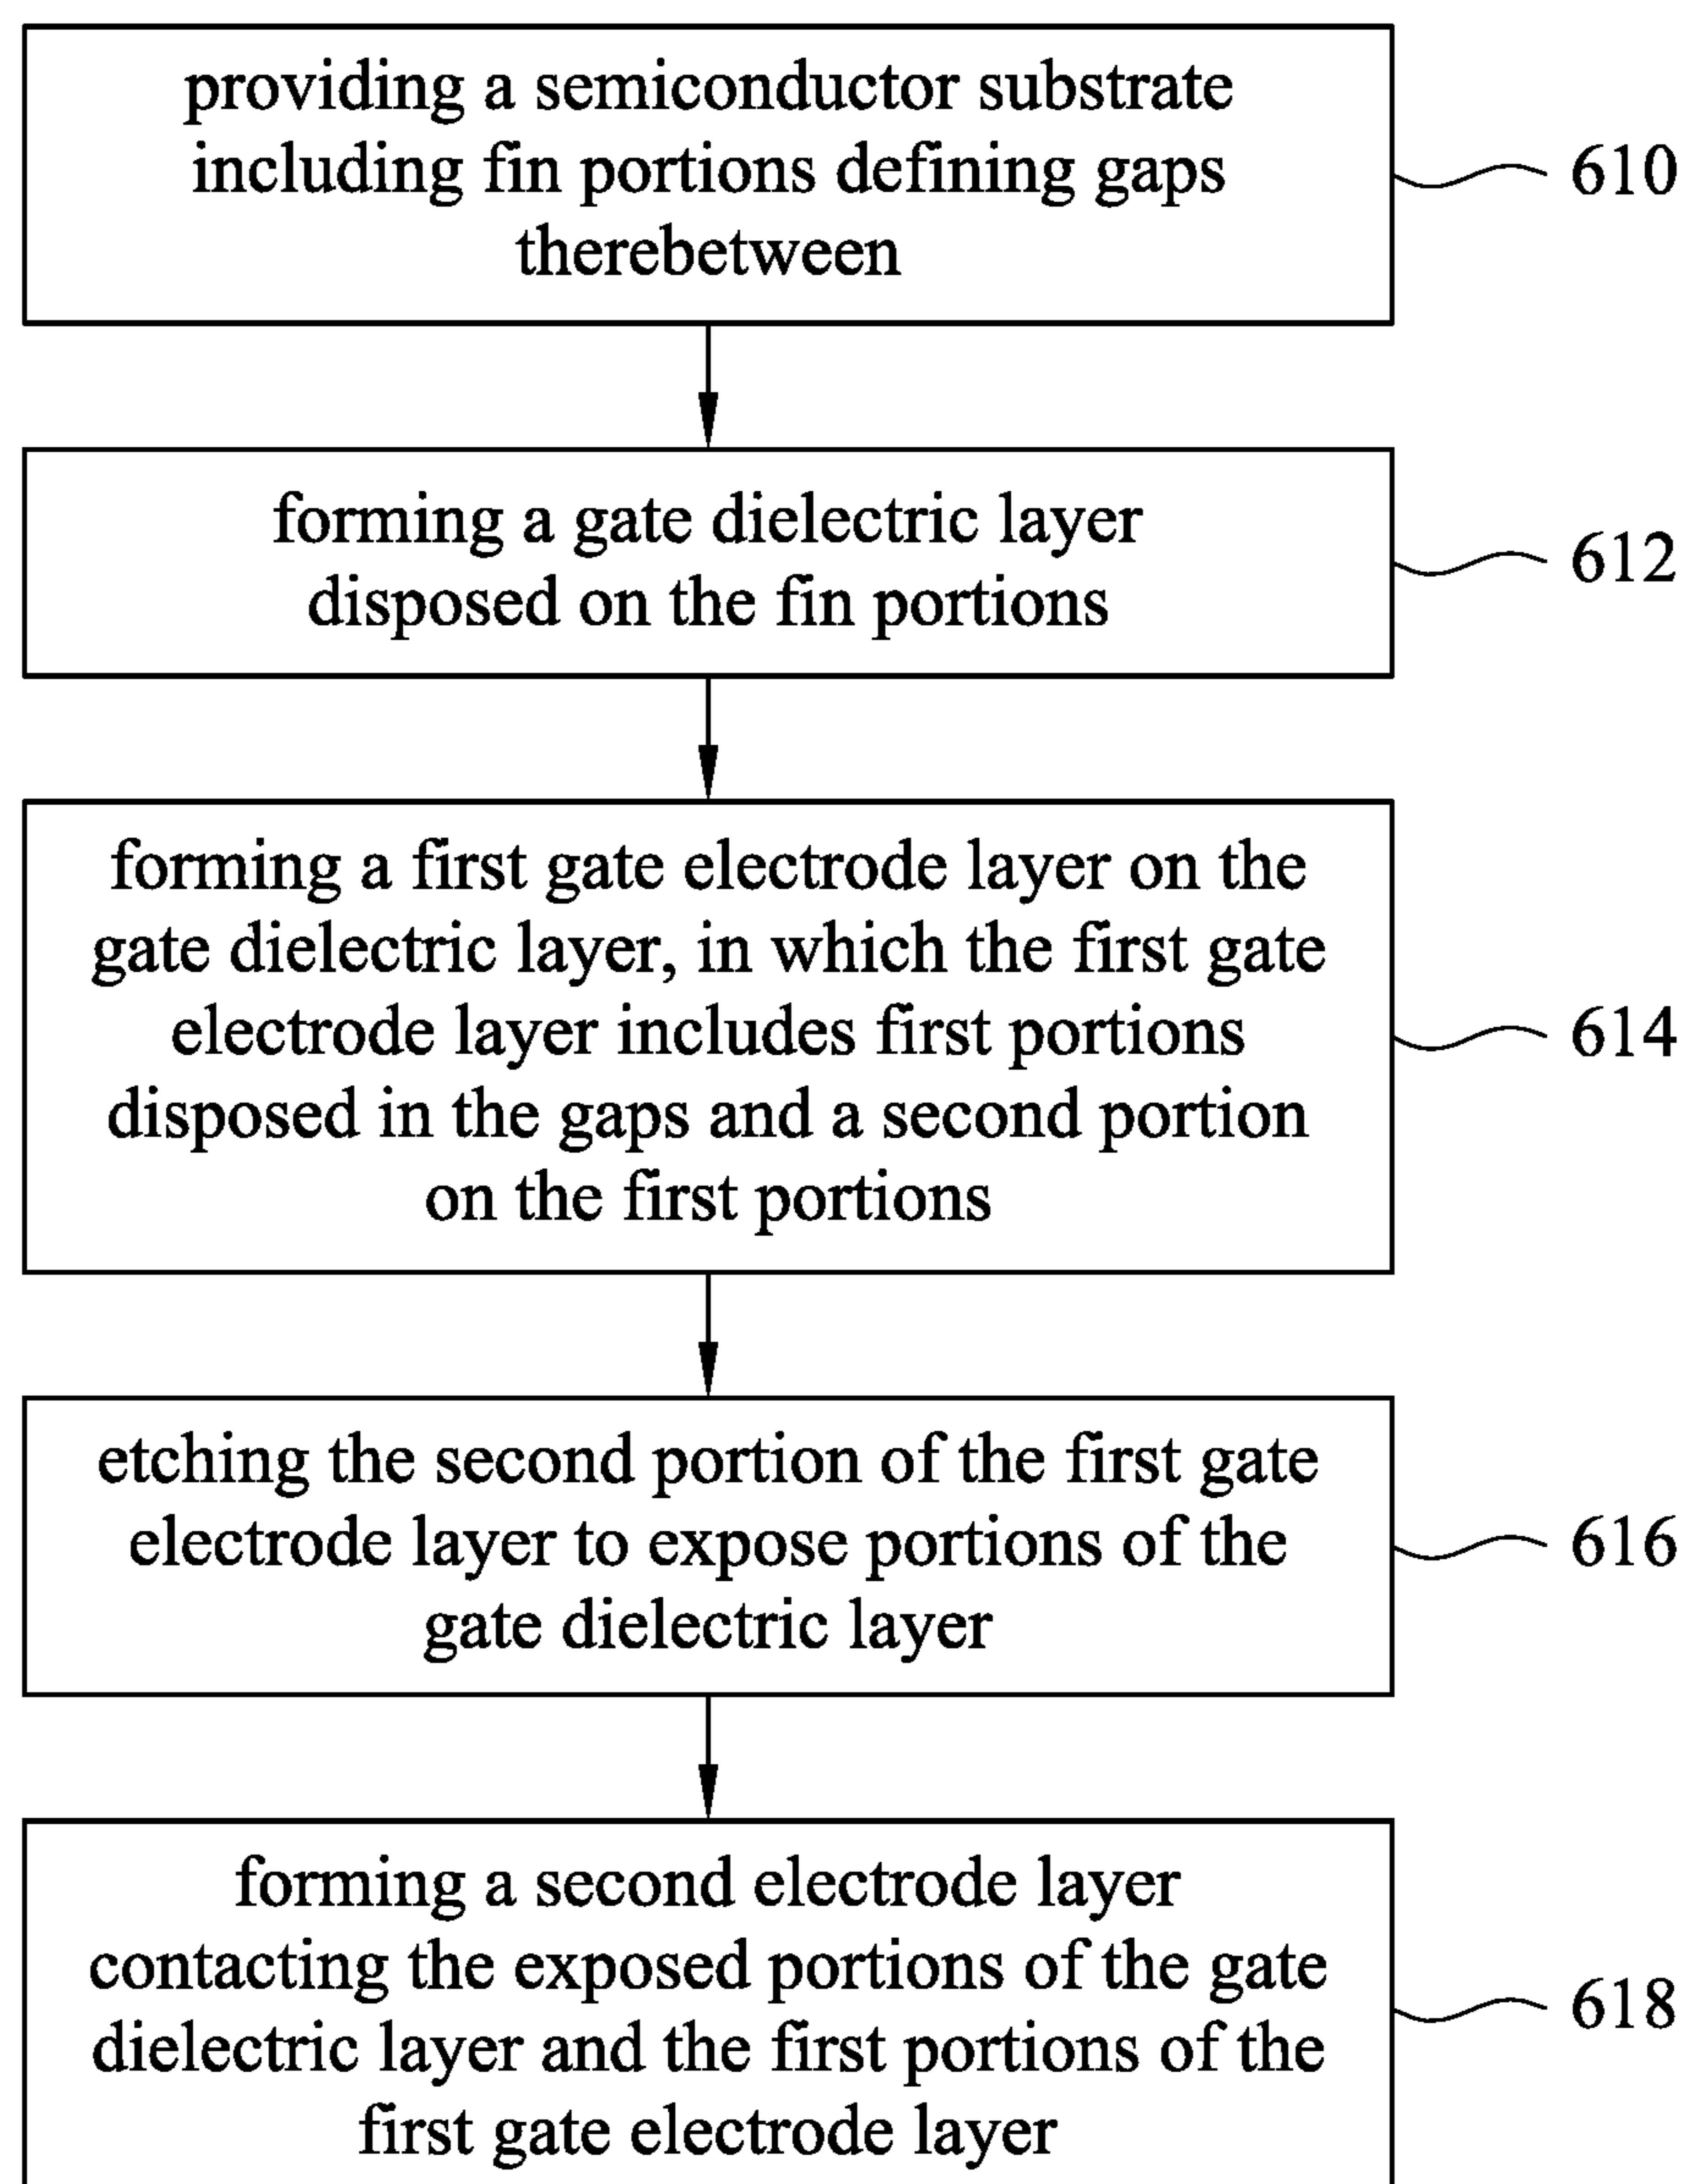 providing a semiconductor substrate
including fin portions defining gaps
therebetween
610
forming a gate dielectric layer
disposed on the fin portions
612
forming a first gate electrode layer on the
gate dielectric layer, in which the first gate
electrode layer includes first portions
disposed in the gaps and a second portion
on the first portions
614
etching the second portion of the first gate
electrode layer to expose portions of the
gate dielectric layer
616
forming a second electrode layer
contacting the exposed portions of the gate
dielectric layer and the first portions of the
first gate electrode layer
618